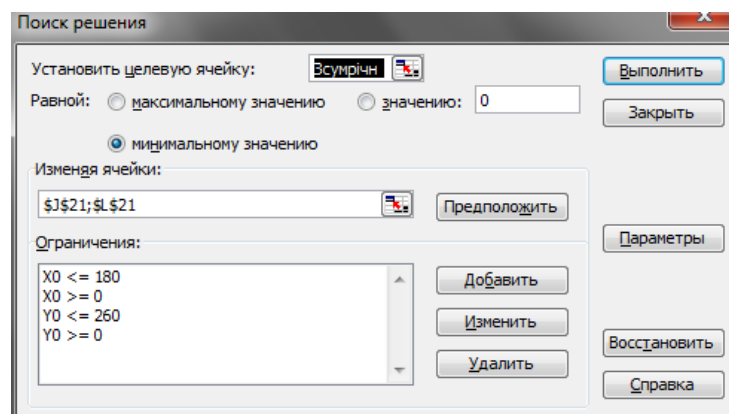 Поиск решения
x
Установить целевую ячейку: Bсумрічн Выполнить
Равной: максимальному значению значению: 0 Закрыть
минимальному значению
Изменяя ячейки:
$J$21;$L$21 Предположить
Ограничения: Параметры
X0 <= 180
X0 >= 0
Y0 <= 260
Y0 >= 0
Добавить
Изменить
Удалить
Восстановить
Справка